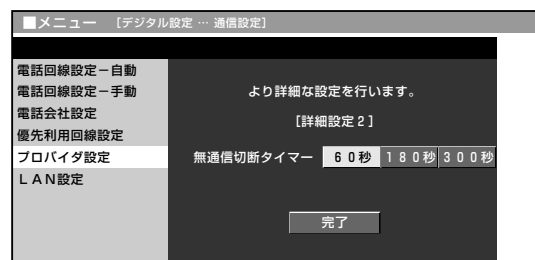 ■メニュー [デジタル設定 … 通信設定]
電話回線設定－自動
電話回線設定－手動
電話会社設定
優先利用回線設定
プロバイダ設定
ＬＡＮ設定
より詳細な設定を行います。
［詳細設定２］
無通信切断タイマー ６０秒 １８０秒 ３００秒
完了